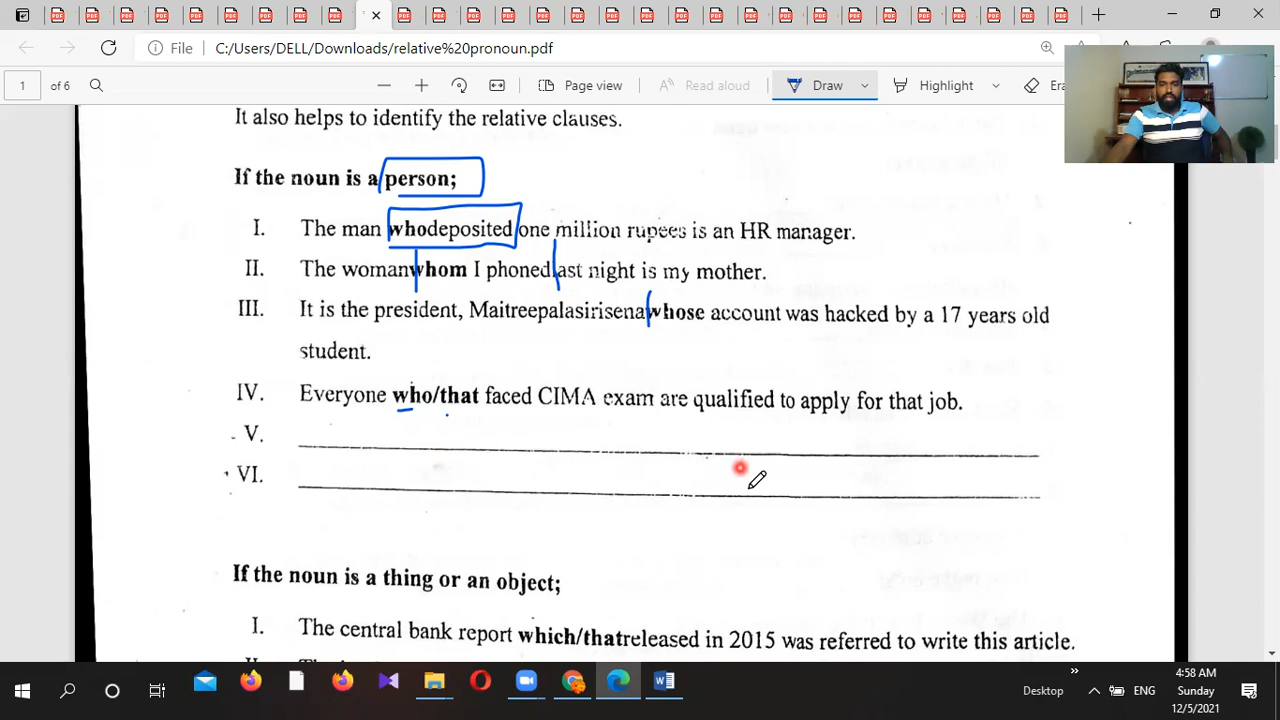 File
C:/Users/DELL/Downloads/relative%20pronoun.pdf
1 of 6
Page view
Read aloud
Draw
Highlight
It also helps to identify the relative clauses.
If the noun is a person;
I. The man whodeposited one million rupees is an HR manager.
II. The womanwhom I phoned last night is my mother.
III. It is the president, Maitreepalasirisenawhose account was hacked by a 17 years old
student.
IV. Everyone who/that faced CIMA exam are qualified to apply for that job.
V.
VI.
If the noun is a thing or an object;
I. The central bank report which/thatreleased in 2015 was referred to write this article.
Desktop
ENG
4:58 AM
Sunday
12/5/2021